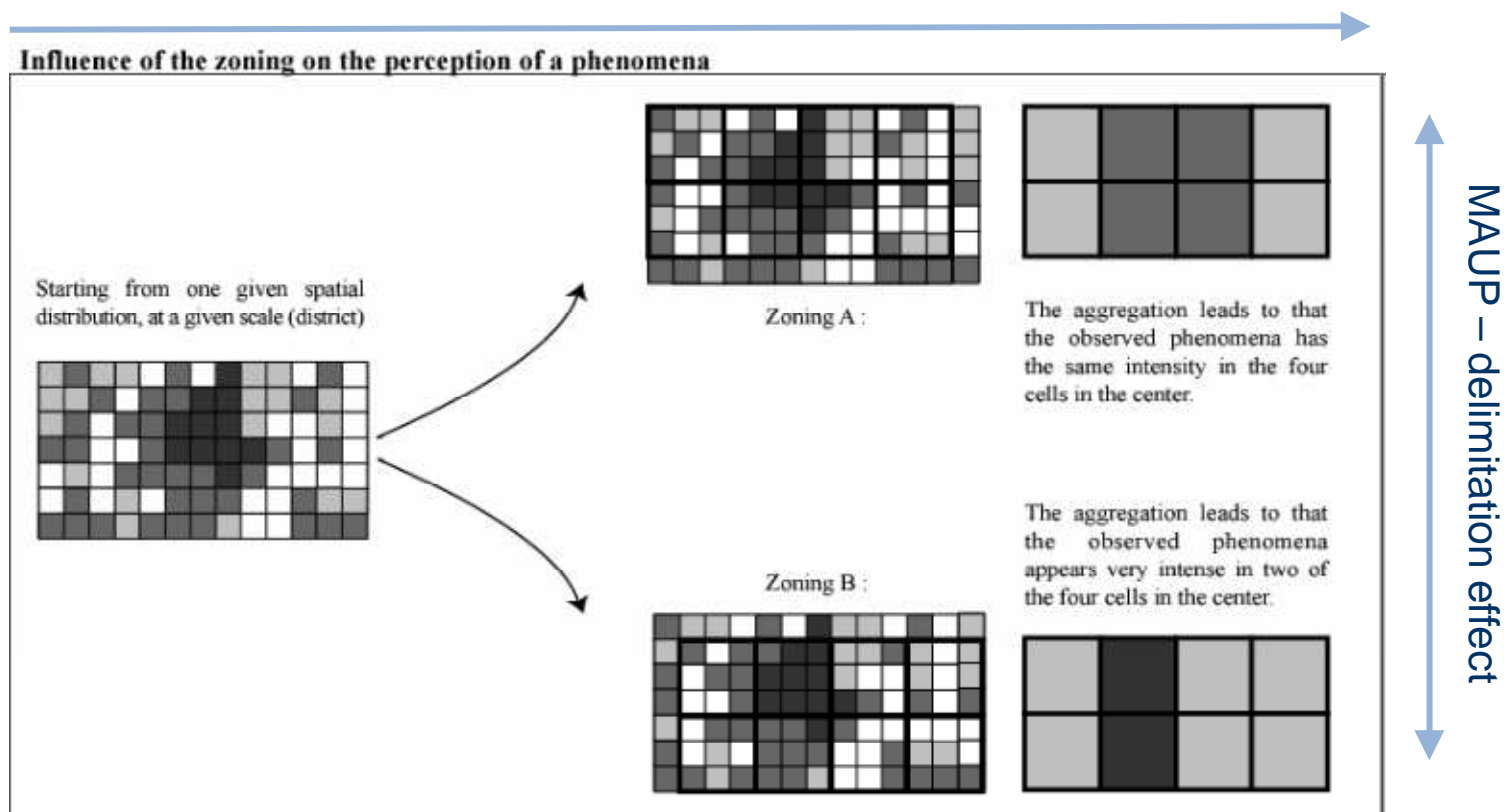 Influence of the zoning on the perception of a phenomena
Starting from one given spatial
distribution, at a given scale (district)
Zoning A :
The aggregation leads to that
the observed phenomena has
the same intensity in the four
cells in the center.
Zoning B :
The aggregation leads to that
the observed phenomena
appears very intense in two of
the four cells in the center.
MAUP – delimitation effect